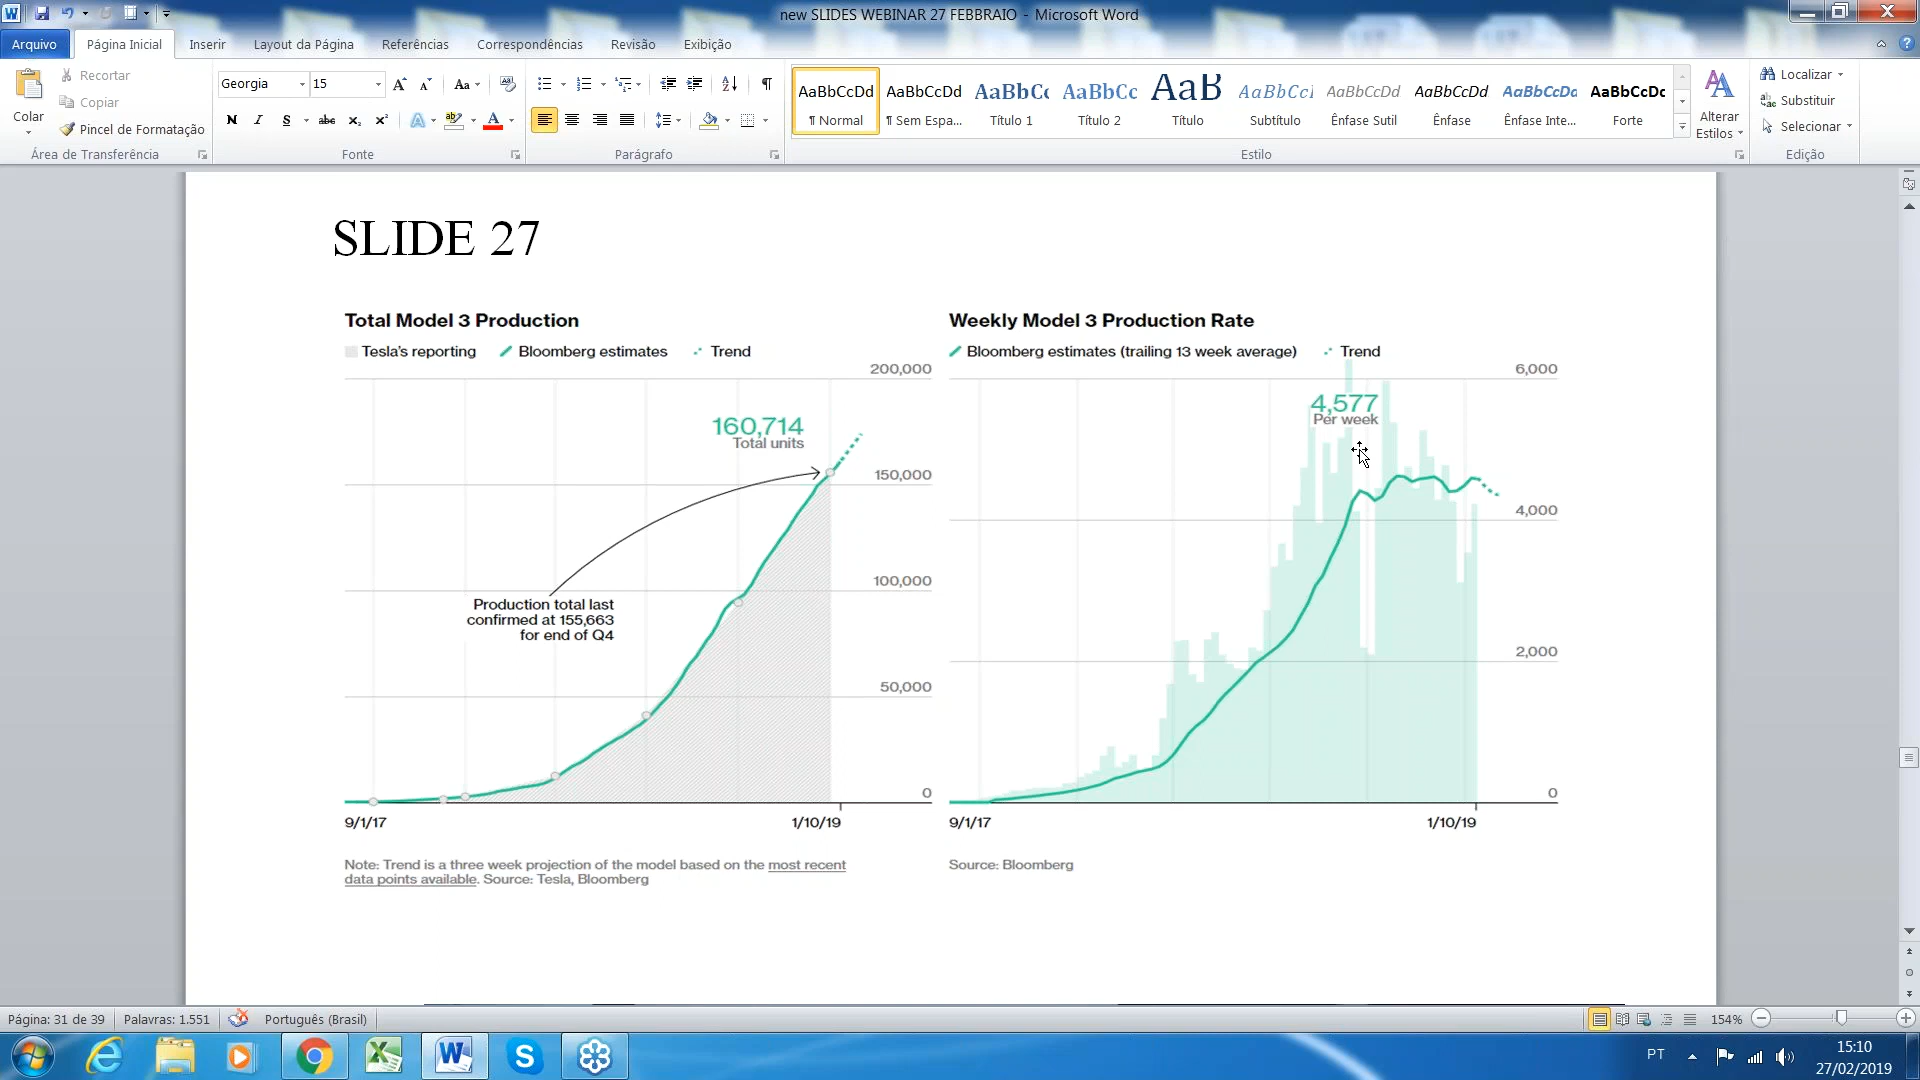 new SLIDES WEBINAR 27 FEBBRAIO - Microsoft Word
Arquivo
Página Inicial
Inserir
Layout da Página
Referências
Correspondências
Revisão
Exibição
Colar
Recortar
Copiar
Pincel de Formatação
Área de Transferência
Georgia
15
Aa
N I S abc x₂ x² A ab A
Fonte
Parágrafo
AaBbCcDd
¶ Normal
AaBbCcDd
¶ Sem Espa...
AaBbCc
Título 1
AaBbCc
Título 2
AaB
Título
AaBbCcI
Subtítulo
AaBbCcDd
Ênfase Sutil
AaBbCcDd
Ênfase
AaBbCcDd
Ênfase Inte...
AaBbCcDc
Forte
Estilo
Alterar
Estilos
Localizar
Substituir
Selecionar
Edição
SLIDE 27
Total Model 3 Production
Tesla's reporting
Bloomberg estimates
Trend
200,000
160,714
Total units
150,000
100,000
Production total last
confirmed at 155,663
for end of Q4
50,000
0
9/1/17
1/10/19
Note: Trend is a three week projection of the model based on the most recent
data points available. Source: Tesla, Bloomberg
Weekly Model 3 Production Rate
Bloomberg estimates (trailing 13 week average)
Trend
6,000
4,577
Per week
4,000
2,000
0
9/1/17
1/10/19
Source: Bloomberg
Página: 31 de 39
Palavras: 1.551
Português (Brasil)
154%
PT
15:10
27/02/2019